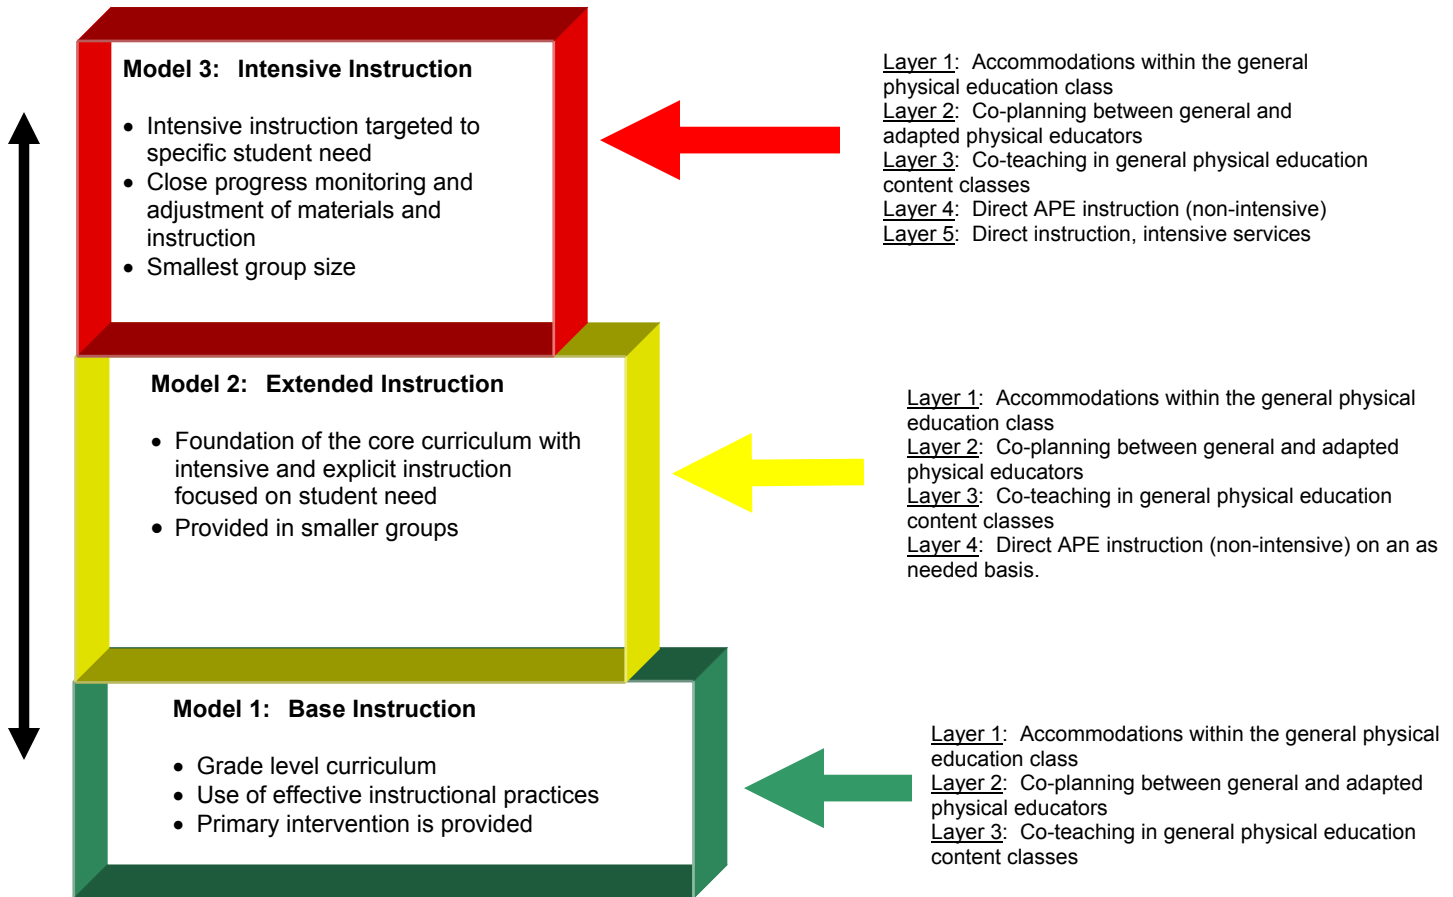 Model 3: Intensive Instruction
• Intensive instruction targeted to
specific student need
• Close progress monitoring and
adjustment of materials and
instruction
• Smallest group size
Layer 1: Accommodations within the general
physical education class
Layer 2: Co-planning between general and
adapted physical educators
Layer 3: Co-teaching in general physical education
content classes
Layer 4: Direct APE instruction (non-intensive)
Layer 5: Direct instruction, intensive services
Model 2: Extended Instruction
• Foundation of the core curriculum with
intensive and explicit instruction
focused on student need
• Provided in smaller groups
Layer 1: Accommodations within the general physical
education class
Layer 2: Co-planning between general and adapted
physical educators
Layer 3: Co-teaching in general physical education
content classes
Layer 4: Direct APE instruction (non-intensive) on an as
needed basis.
Model 1: Base Instruction
• Grade level curriculum
• Use of effective instructional practices
• Primary intervention is provided
Layer 1: Accommodations within the general physical
education class
Layer 2: Co-planning between general and adapted
physical educators
Layer 3: Co-teaching in general physical education
content classes